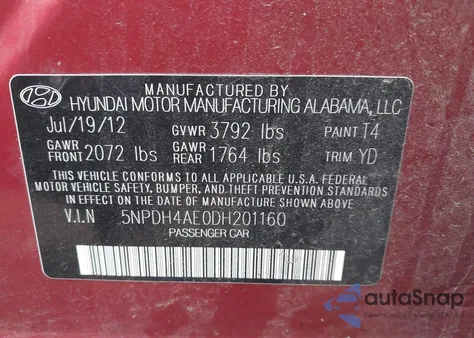 MANUFACTURED BY
HYUNDAI MOTOR MANUFACTURING ALABAMA, LLC
Jul/19/12 GVWR 3792 lbs PAINT T4
GAWR FRONT 2072 lbs GAWR REAR 1764 lbs TRIM YD
THIS VEHICLE CONFORMS TO ALL APPLICABLE U.S.A. FEDERAL
MOTOR VEHICLE SAFETY, BUMPER, AND THEFT PREVENTION STANDARDS
IN EFFECT ON THE DATE OF MANUFACTURE SHOWN ABOVE.
V.I.N 5NPDH4AE0DH201160
PASSENGER CAR
autoSnap